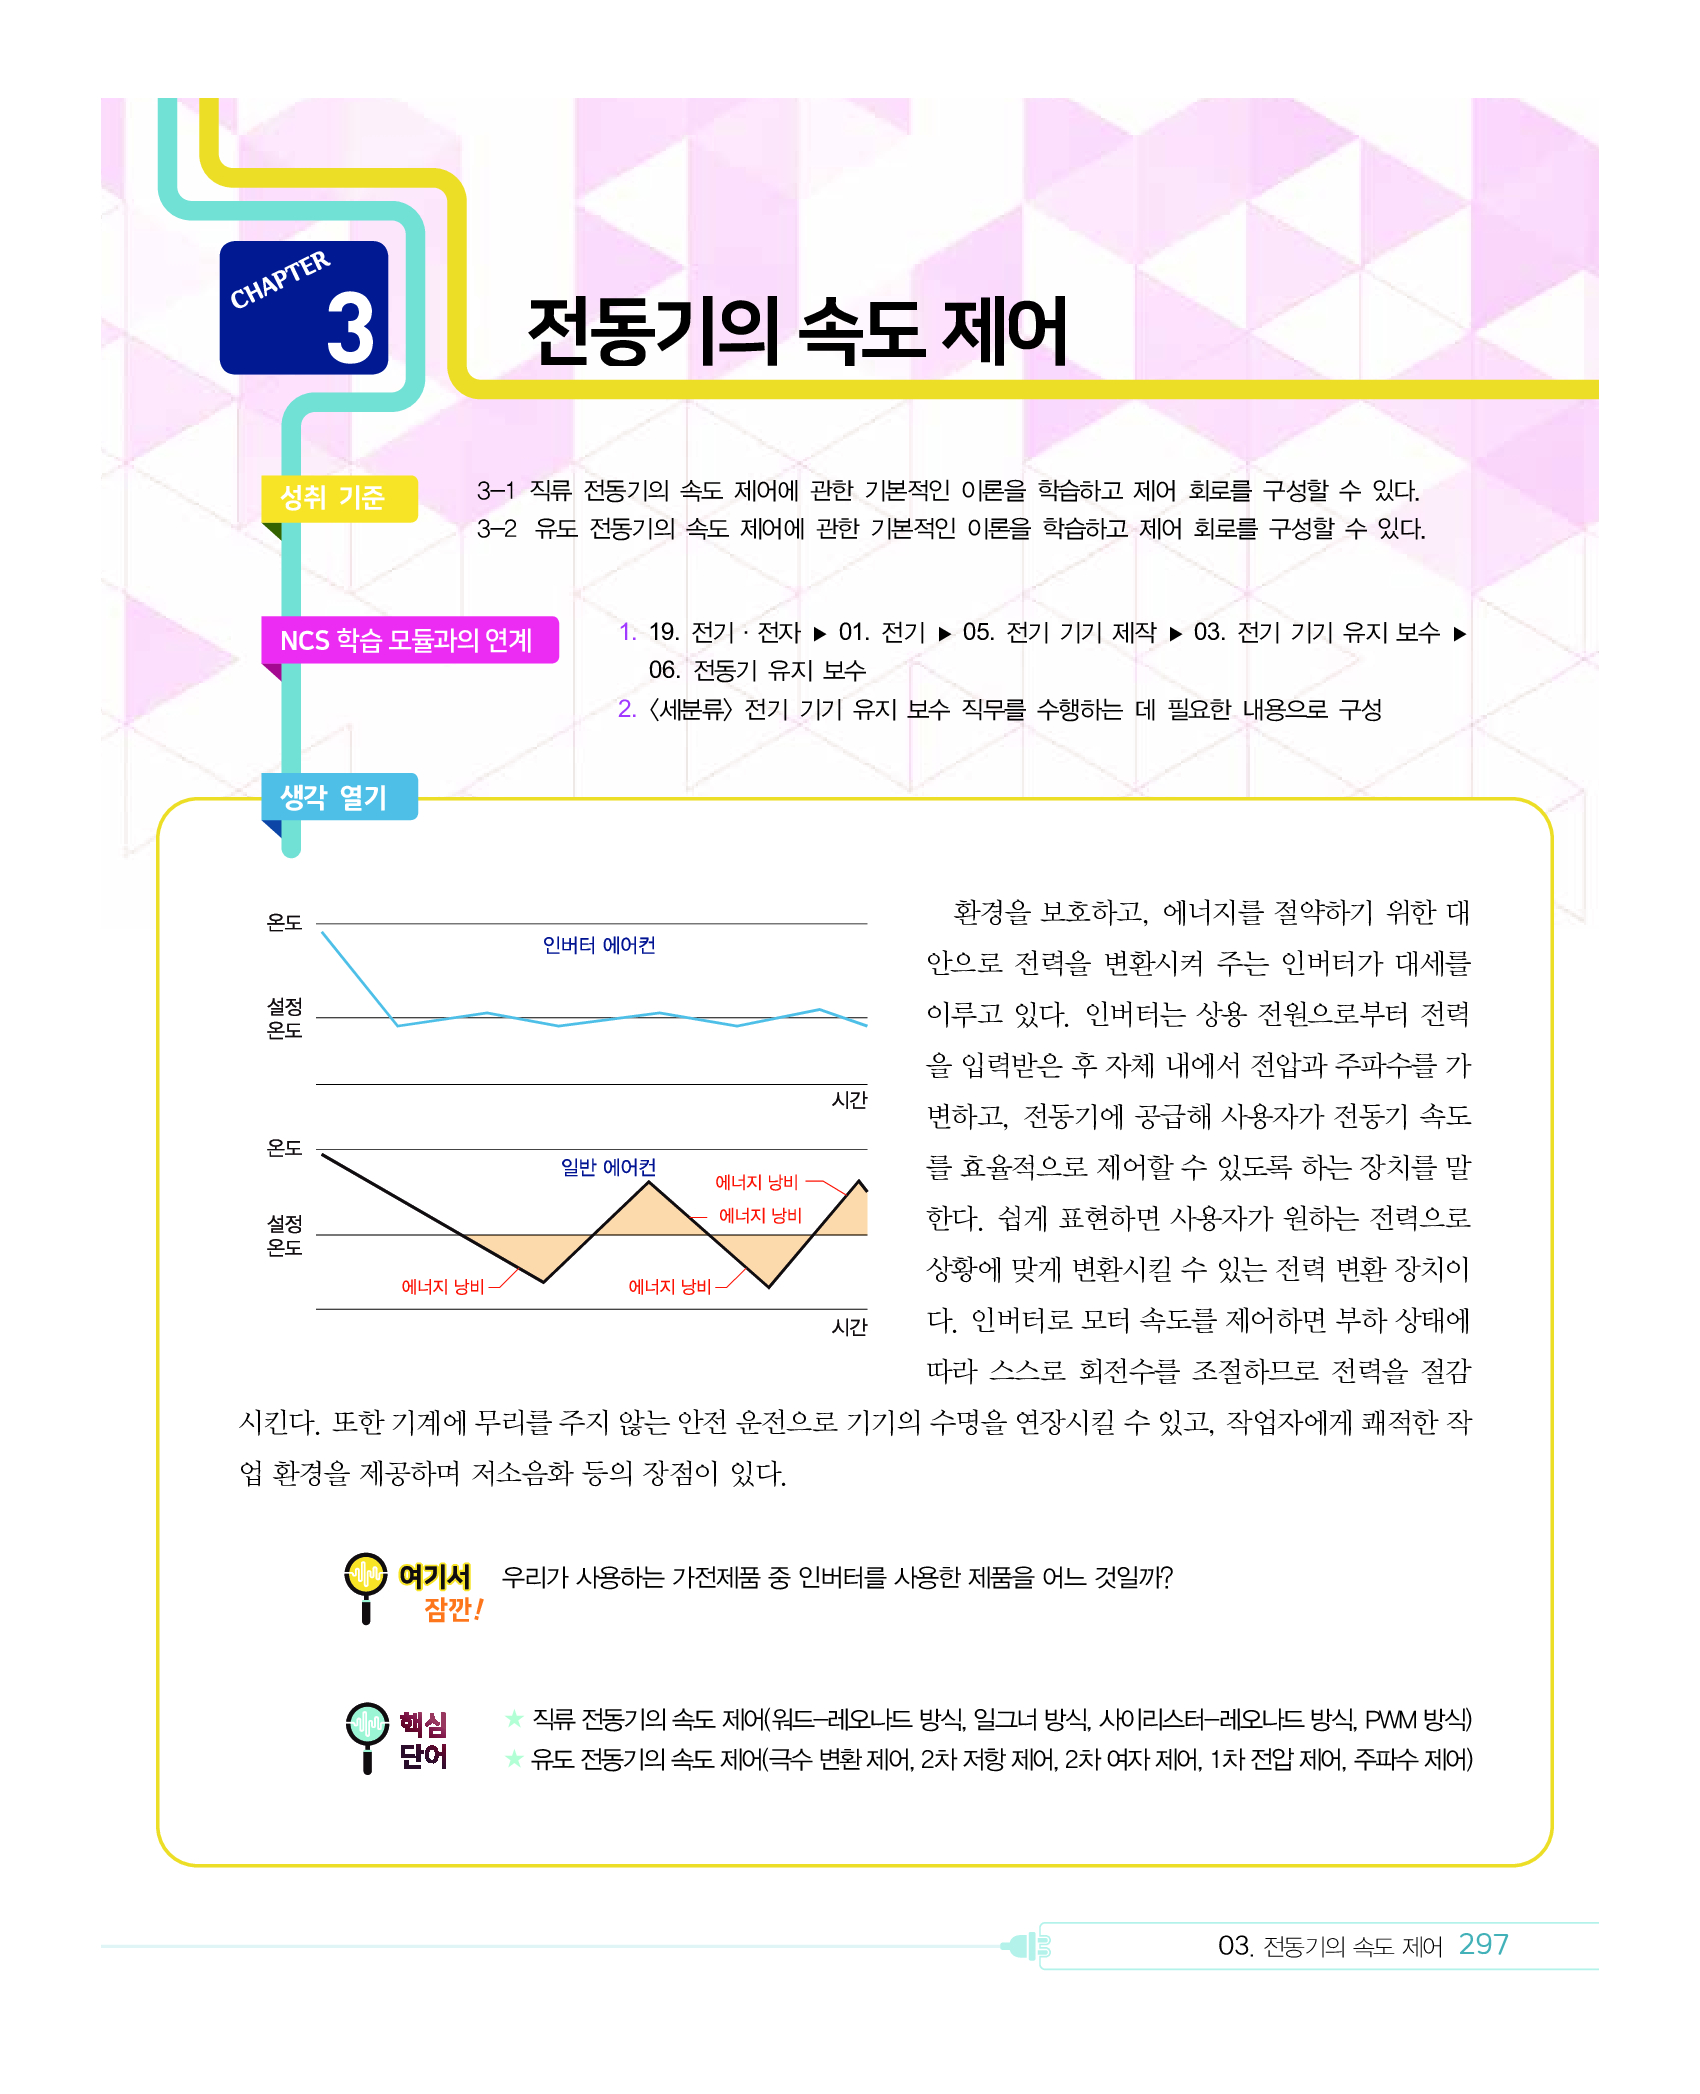 CHAPTER
3
전동기의 속도 제어
성취 기준
3-1 직류 전동기의 속도 제어에 관한 기본적인 이론을 학습하고 제어 회로를 구성할 수 있다.
3-2 유도 전동기의 속도 제어에 관한 기본적인 이론을 학습하고 제어 회로를 구성할 수 있다.
NCS 학습 모듈과의 연계
1. 19. 전기 · 전자 ▶ 01. 전기 ▶ 05. 전기 기기 제작 ▶ 03. 전기 기기 유지 보수 ▶
06. 전동기 유지 보수
2. 〈세분류〉 전기 기기 유지 보수 직무를 수행하는 데 필요한 내용으로 구성
생각 열기
온도
인버터 에어컨
설정
온도
시간
온도
일반 에어컨
에너지 낭비
에너지 낭비
설정
온도
에너지 낭비
에너지 낭비
시간
환경을 보호하고, 에너지를 절약하기 위한 대
안으로 전력을 변환시켜 주는 인버터가 대세를
이루고 있다. 인버터는 상용 전원으로부터 전력
을 입력받은 후 자체 내에서 전압과 주파수를 가
변하고, 전동기에 공급해 사용자가 전동기 속도
를 효율적으로 제어할 수 있도록 하는 장치를 말
한다. 쉽게 표현하면 사용자가 원하는 전력으로
상황에 맞게 변환시킬 수 있는 전력 변환 장치이
다. 인버터로 모터 속도를 제어하면 부하 상태에
따라 스스로 회전수를 조절하므로 전력을 절감
시킨다. 또한 기계에 무리를 주지 않는 안전 운전으로 기기의 수명을 연장시킬 수 있고, 작업자에게 쾌적한 작
업 환경을 제공하며 저소음화 등의 장점이 있다.
여기서
잠깐!
우리가 사용하는 가전제품 중 인버터를 사용한 제품을 어느 것일까?
핵심
단어
★ 직류 전동기의 속도 제어(워드-레오나드 방식, 일그너 방식, 사이리스터-레오나드 방식, PWM 방식)
★ 유도 전동기의 속도 제어(극수 변환 제어, 2차 저항 제어, 2차 여자 제어, 1차 전압 제어, 주파수 제어)
03. 전동기의 속도 제어 297